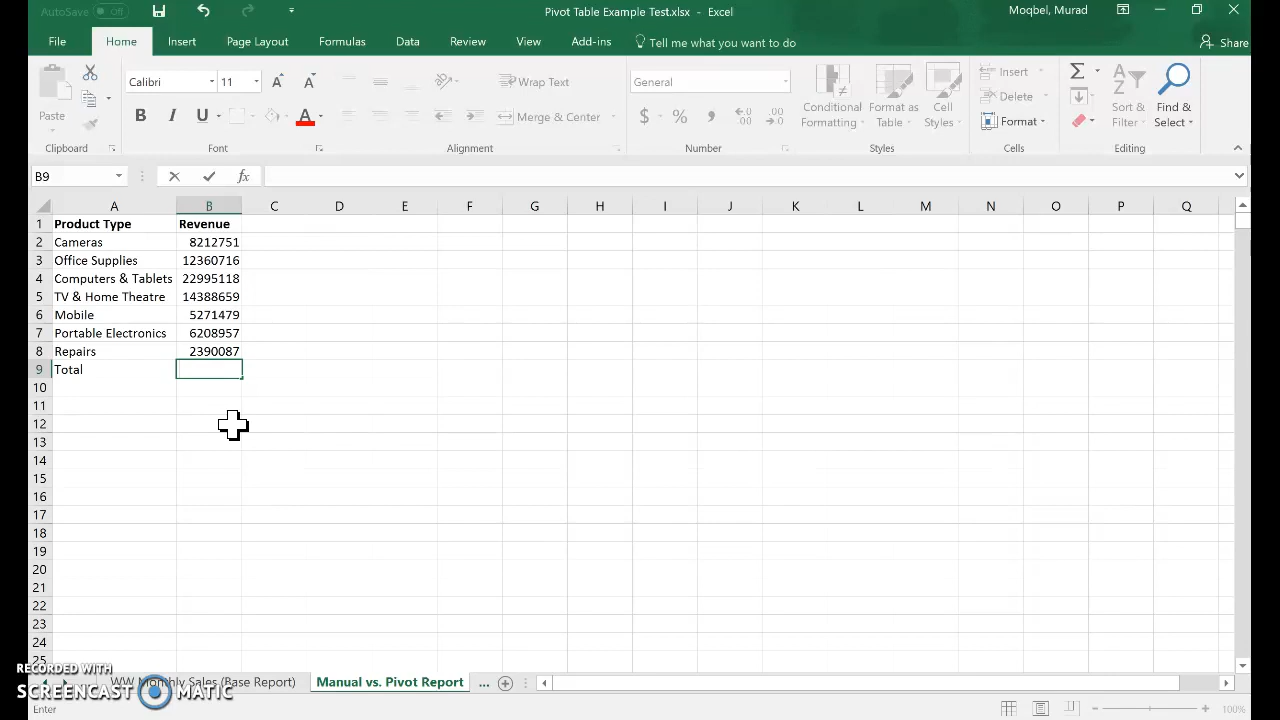 AutoSave Off
Pivot Table Example Test.xlsx - Excel
Moqbel, Murad
File Home Insert Page Layout Formulas Data Review View Add-ins Tell me what you want to do Share
Paste
Clipboard
Calibri 11 A A
B I U A
Font
Wrap Text
Merge & Center
Alignment
General
$ % , .00
Number
Conditional Formatting
Format as Table
Cell Styles
Styles
Insert
Delete
Format
Cells
Σ
Sort & Filter
Find & Select
Editing
B9 fx
A B C D E F G H I J K L M N O P Q
1 Product Type Revenue
2 Cameras 8212751
3 Office Supplies 12360716
4 Computers & Tablets 22995118
5 TV & Home Theatre 14388659
6 Mobile 5271479
7 Portable Electronics 6208957
8 Repairs 2390087
9 Total
10
11
12
13
14
15
16
17
18
19
20
21
22
23
24
25
WW Monthly Sales (Base Report) Manual vs. Pivot Report ...
Enter 100%
RECORDED WITH
SCREENCAST MATIC